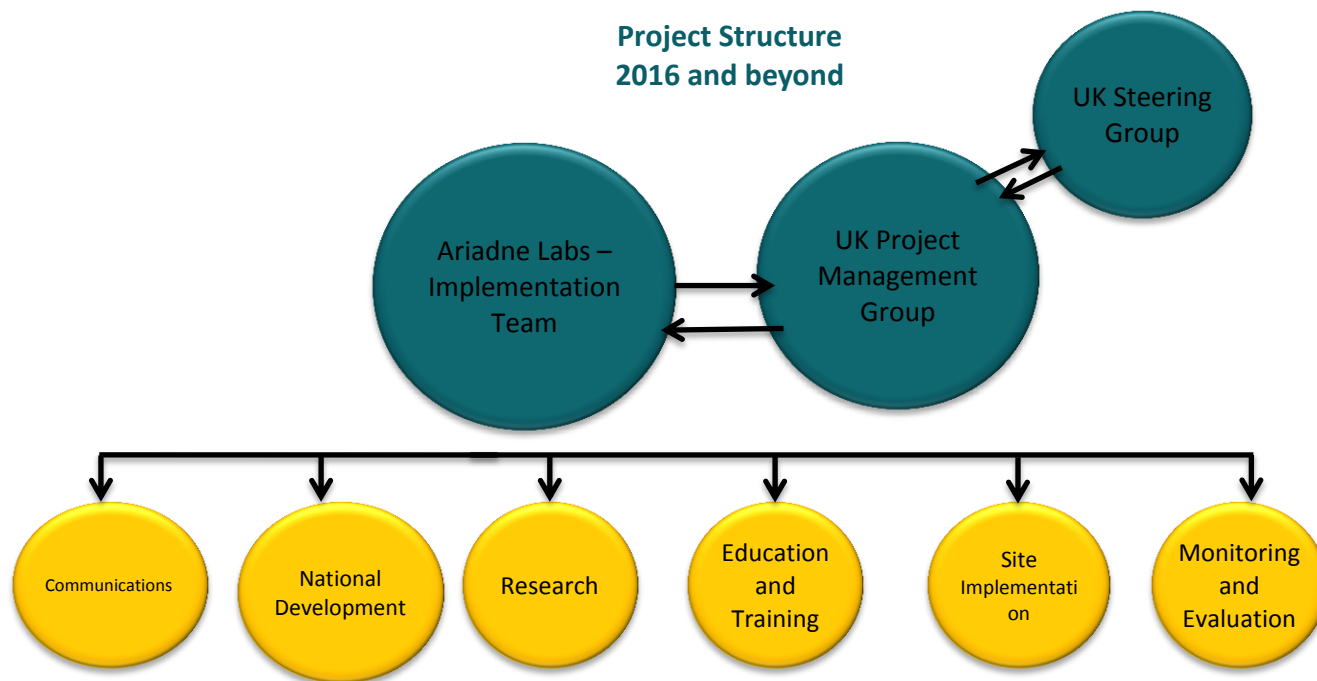 Project Structure
2016 and beyond
UK Steering
Group
Ariadne Labs –
Implementation
Team
UK Project
Management
Group
Communications
National
Development
Research
Education
and
Training
Site
Implementati
on
Monitoring
and
Evaluation